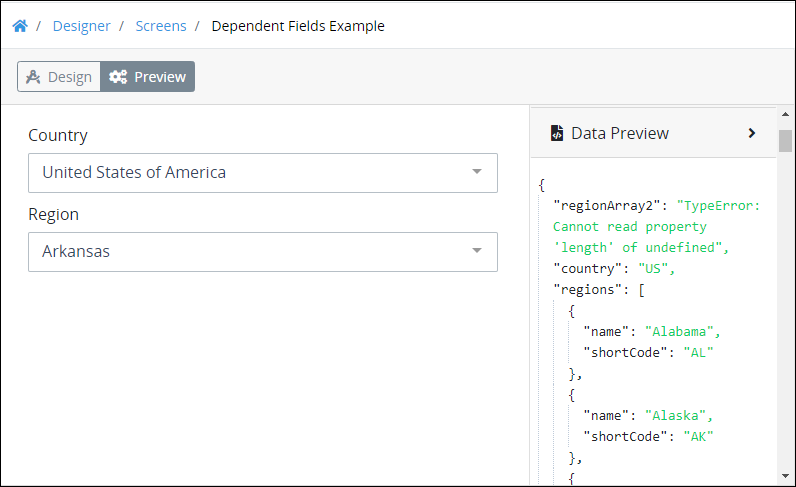 / Designer / Screens / Dependent Fields Example
Design Preview
Country
United States of America
Region
Arkansas
Data Preview
{
"regionArray2": "TypeError:
Cannot read property
'length' of undefined",
"country": "US",
"regions": [
{
"name": "Alabama",
"shortCode": "AL"
},
{
"name": "Alaska",
"shortCode": "AK"
},
{